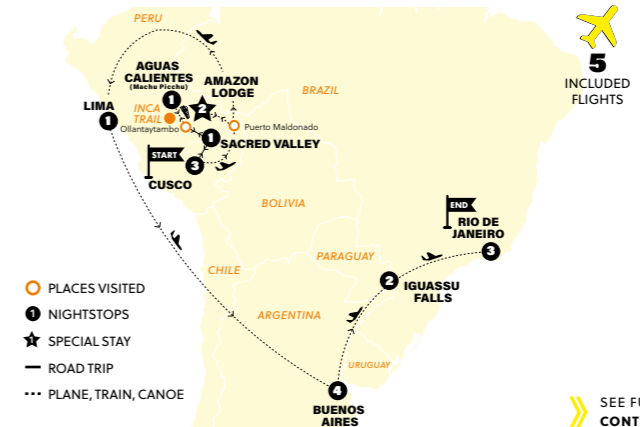 PERU
5
INCLUDED
FLIGHTS
AGUAS
CALIENTES
(Machu Picchu)
1
AMAZON
LODGE
2
BRAZIL
LIMA
1
INCA
TRAIL
Ollantaytambo
Puerto Maldonado
1
SACRED VALLEY
START
3
CUSCO
BOLIVIA
END
RIO DE
JANEIRO
3
PARAGUAY
CHILE
2
IGUASSU
FALLS
PLACES VISITED
1 NIGHTSTOPS
1 SPECIAL STAY
ROAD TRIP
PLANE, TRAIN, CANOE
ARGENTINA
URUGUAY
4
BUENOS
AIRES
SEE FU
CONT